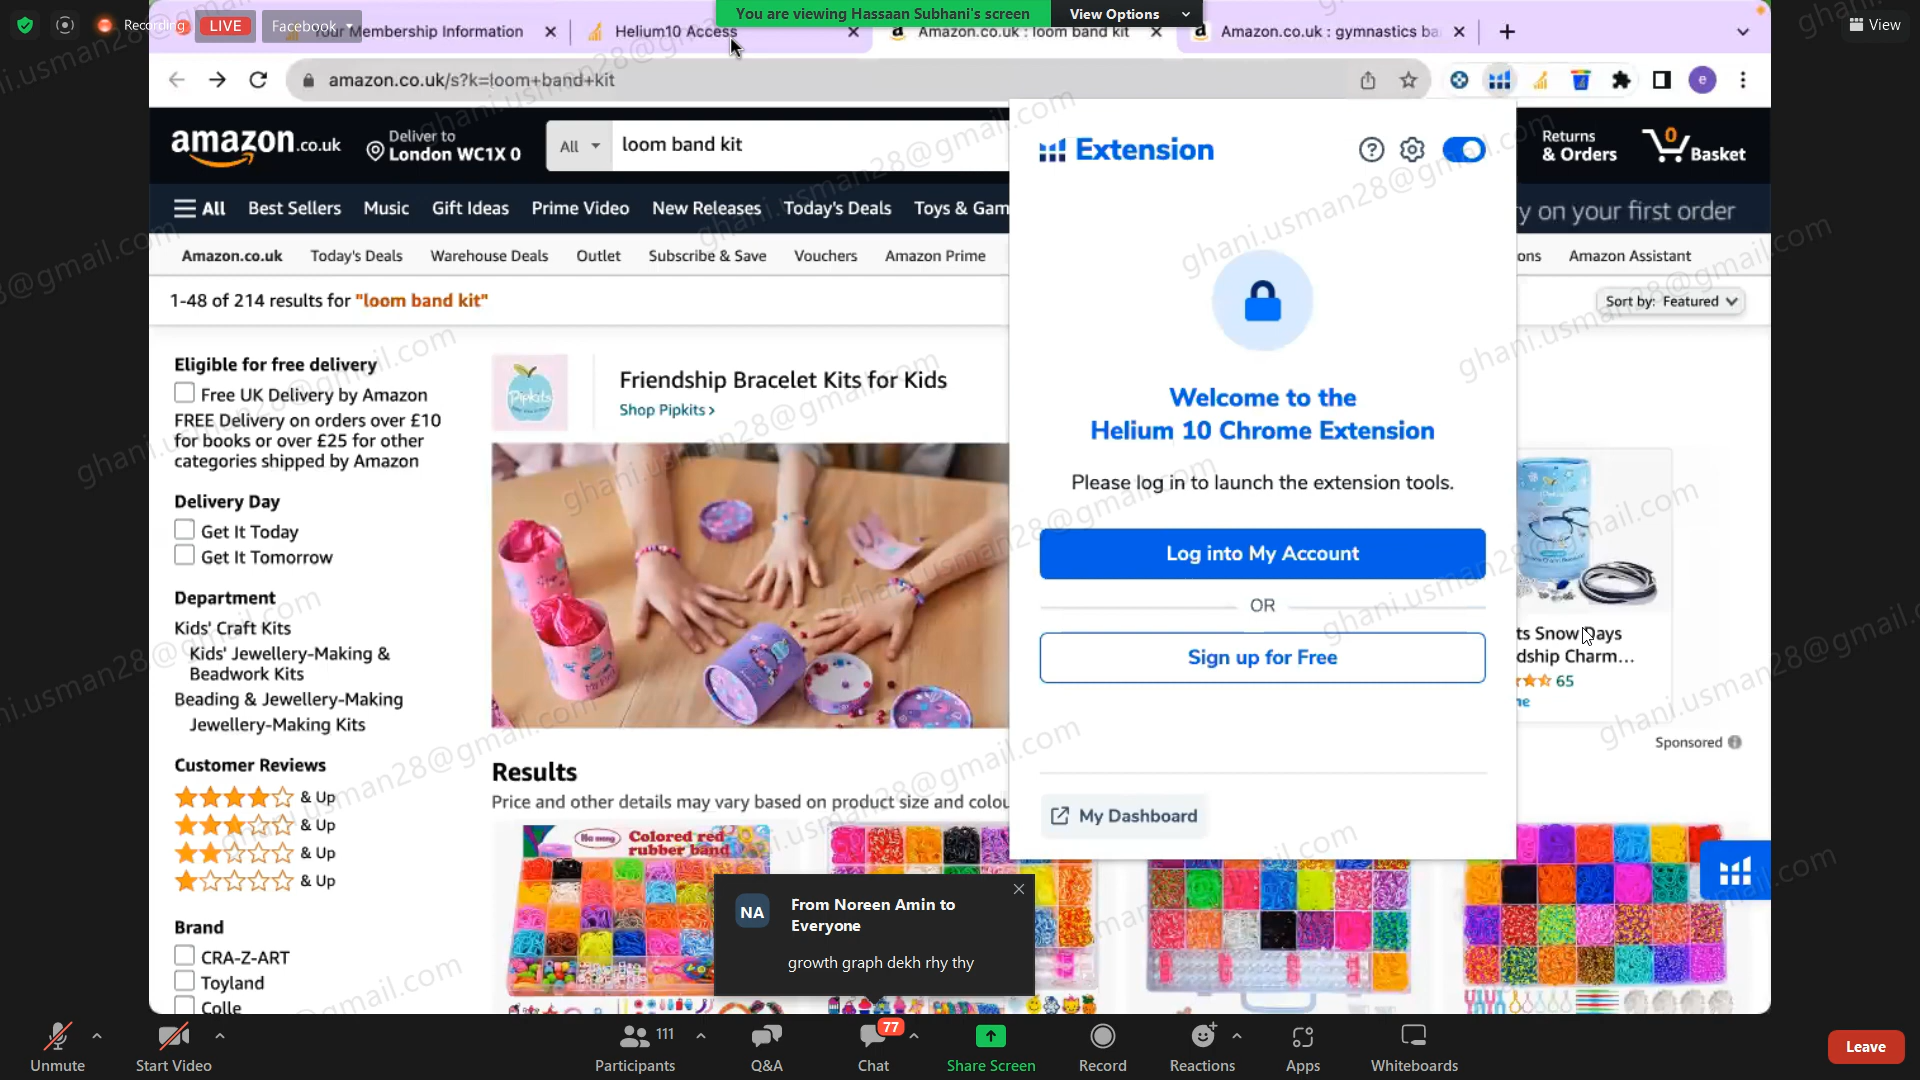 You are viewing Hassaan Subhani's screen
View Options
Recording
LIVE
Facebook
View
Your Membership Information
Helium10 Access
Amazon.co.uk : loom band kit
Amazon.co.uk : gymnastics ba
amazon.co.uk/s?k=loom+band+kit
e
amazon.co.uk
Deliver to
London WC1X 0
All
loom band kit
Returns
& Orders
0
Basket
All
Best Sellers
Music
Gift Ideas
Prime Video
New Releases
Today's Deals
Toys & Gam
y on your first order
Amazon.co.uk
Today's Deals
Warehouse Deals
Outlet
Subscribe & Save
Vouchers
Amazon Prime
ons
Amazon Assistant
1-48 of 214 results for "loom band kit"
Sort by: Featured
Eligible for free delivery
Free UK Delivery by Amazon
FREE Delivery on orders over £10
for books or over £25 for other
categories shipped by Amazon
Delivery Day
Get It Today
Get It Tomorrow
Department
Kids' Craft Kits
Kids' Jewellery-Making &
Beadwork Kits
Beading & Jewellery-Making
Jewellery-Making Kits
Customer Reviews
& Up
& Up
& Up
& Up
Brand
CRA-Z-ART
Toyland
Colle
Pipkits
Friendship Bracelet Kits for Kids
Shop Pipkits ›
Results
Price and other details may vary based on product size and colou
Colored red
rubber band
Extension
Welcome to the
Helium 10 Chrome Extension
Please log in to launch the extension tools.
Log into My Account
OR
Sign up for Free
My Dashboard
ts Snow Days
dship Charm...
65
me
Sponsored
NA
From Noreen Amin to
Everyone
growth graph dekh rhy thy
Unmute
Start Video
111
Participants
Q&A
77
Chat
Share Screen
Record
Reactions
Apps
Whiteboards
Leave
ghani.usman28@gmail.com